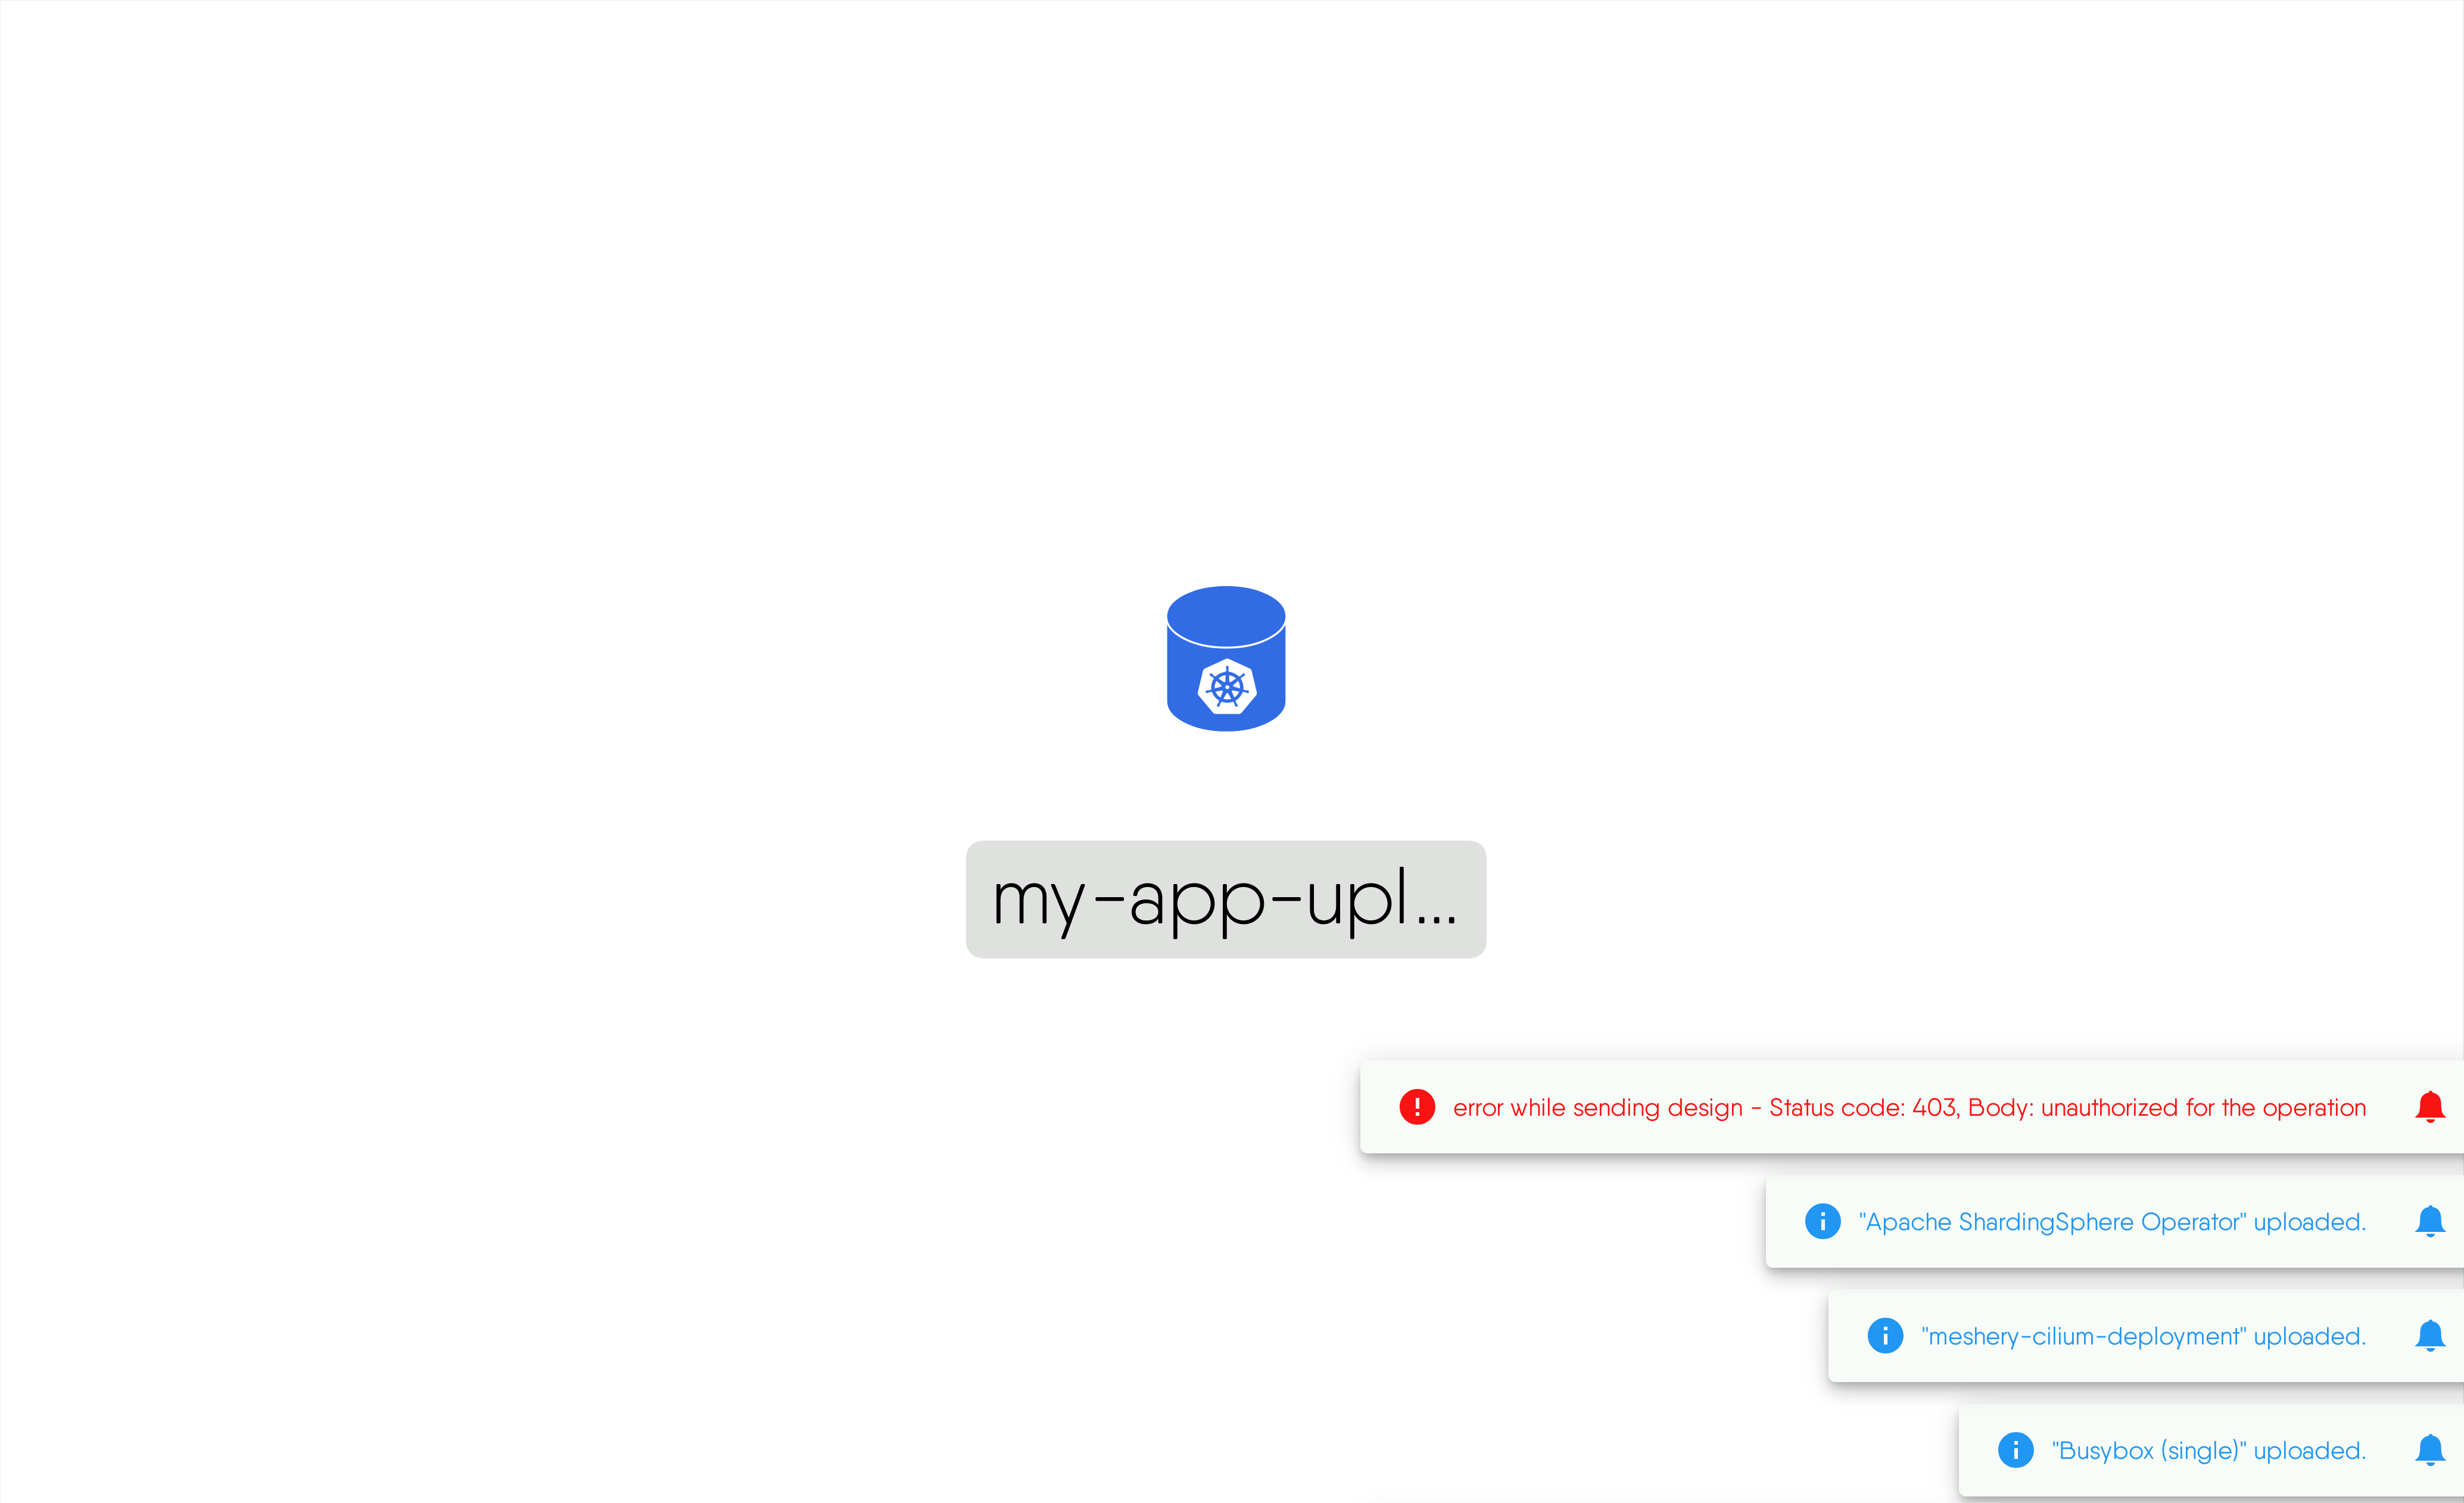 my-app-upl...
error while sending design - Status code: 403, Body: unauthorized for the operation
"Apache ShardingSphere Operator" uploaded.
"meshery-cilium-deployment" uploaded.
"Busybox (single)" uploaded.